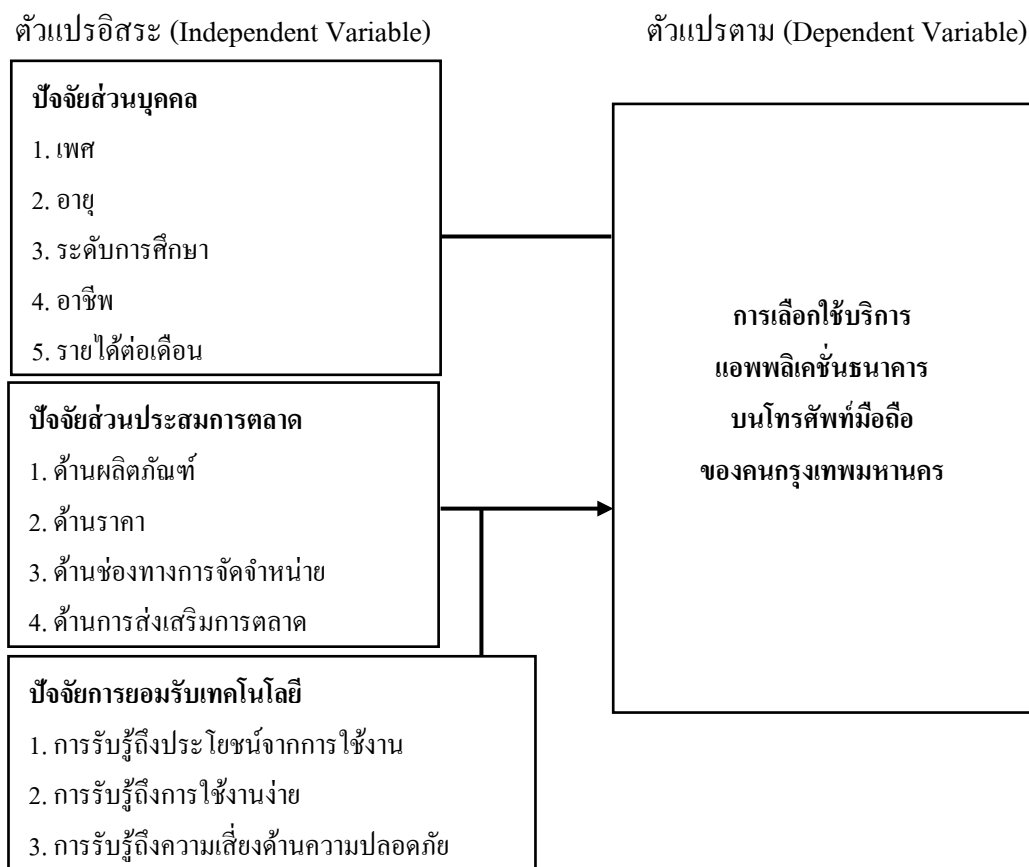 ตัวแปรอิสระ (Independent Variable)
ตัวแปรตาม (Dependent Variable)
ปัจจัยส่วนบุคคล
1. เพศ
2. อายุ
3. ระดับการศึกษา
4. อาชีพ
5. รายได้ต่อเดือน
ปัจจัยส่วนประสมการตลาด
1. ด้านผลิตภัณฑ์
2. ด้านราคา
3. ด้านช่องทางการจัดจำหน่าย
4. ด้านการส่งเสริมการตลาด
ปัจจัยการยอมรับเทคโนโลยี
1. การรับรู้ถึงประโยชน์จากการใช้งาน
2. การรับรู้ถึงการใช้งานง่าย
3. การรับรู้ถึงความเสี่ยงด้านความปลอดภัย
การเลือกใช้บริการ
แอพพลิเคชั่นธนาคาร
บนโทรศัพท์มือถือ
ของคนกรุงเทพมหานคร